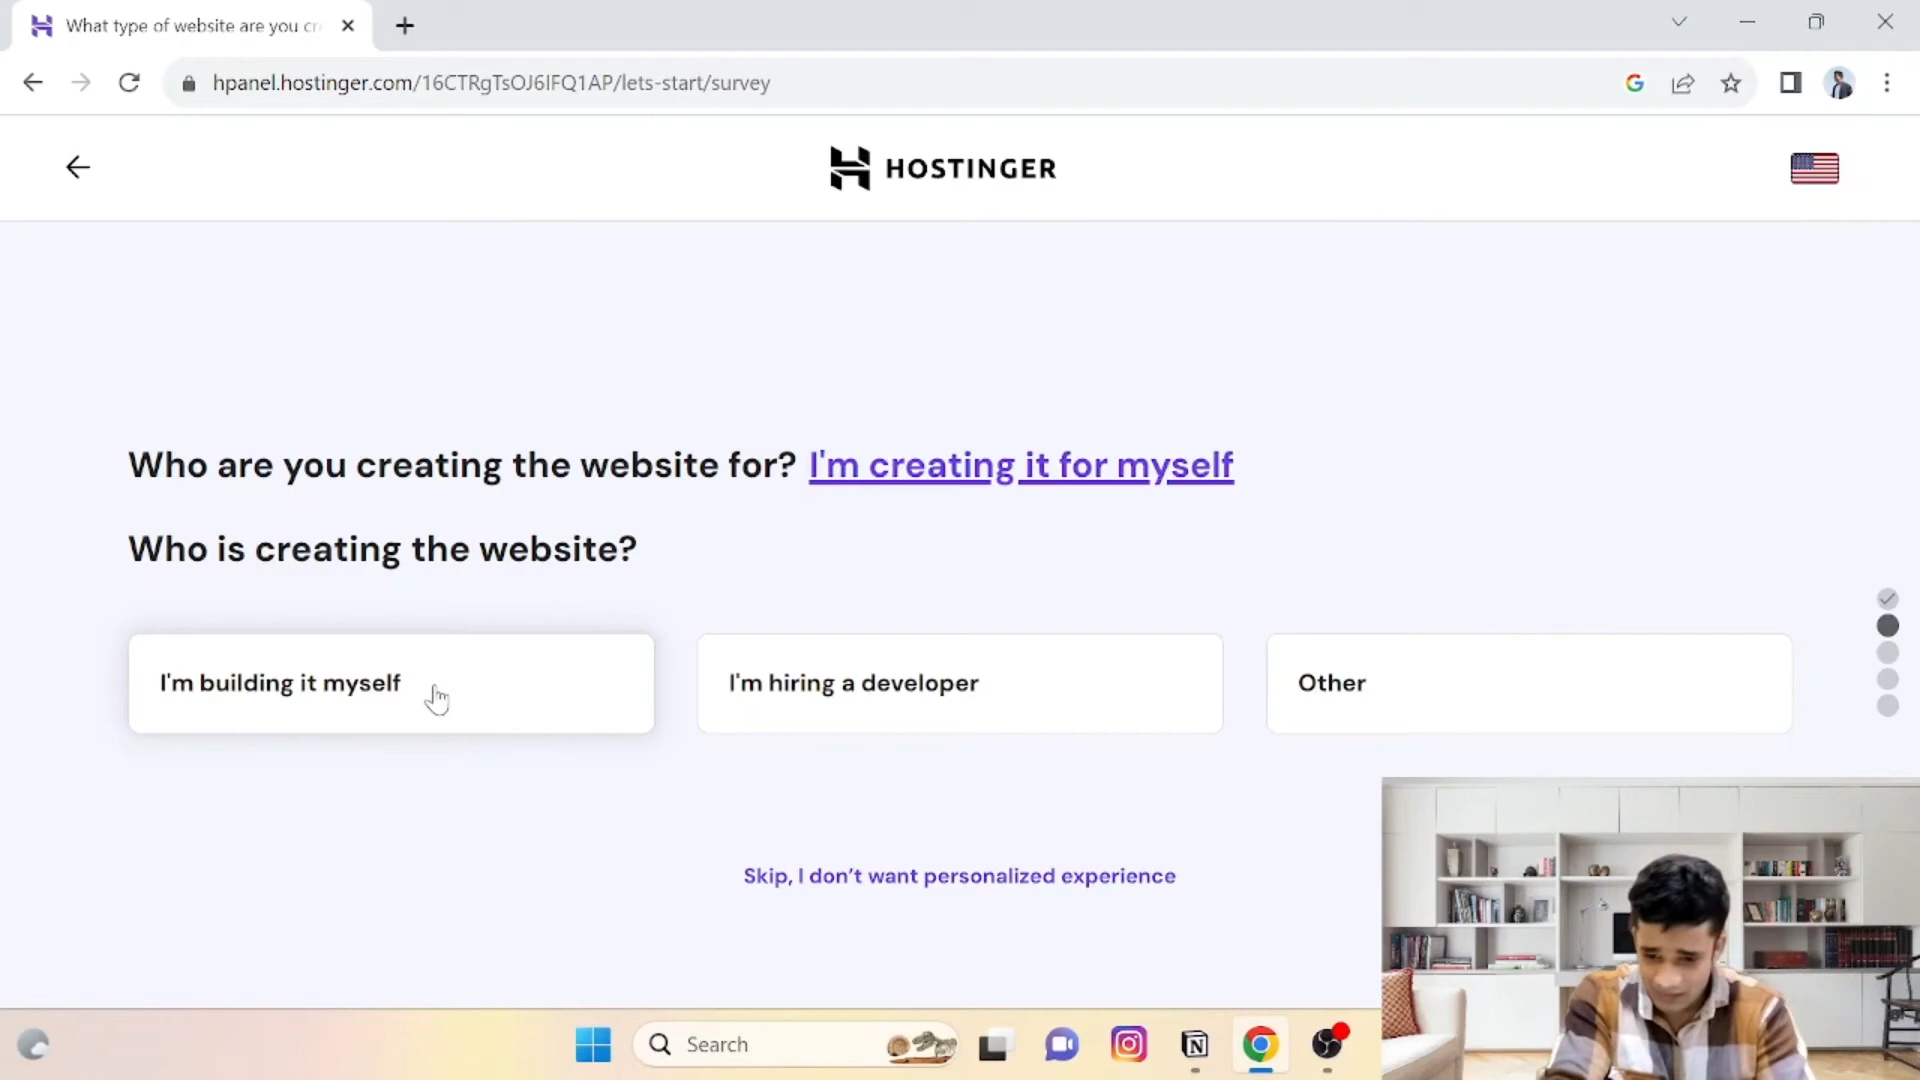 What type of website are you cr
hpanel.hostinger.com/16CTRgTsOJ6IFQ1AP/lets-start/survey
HOSTINGER
Who are you creating the website for? I'm creating it for myself
Who is creating the website?
I'm building it myself
I'm hiring a developer
Other
Skip, I don't want personalized experience
Search